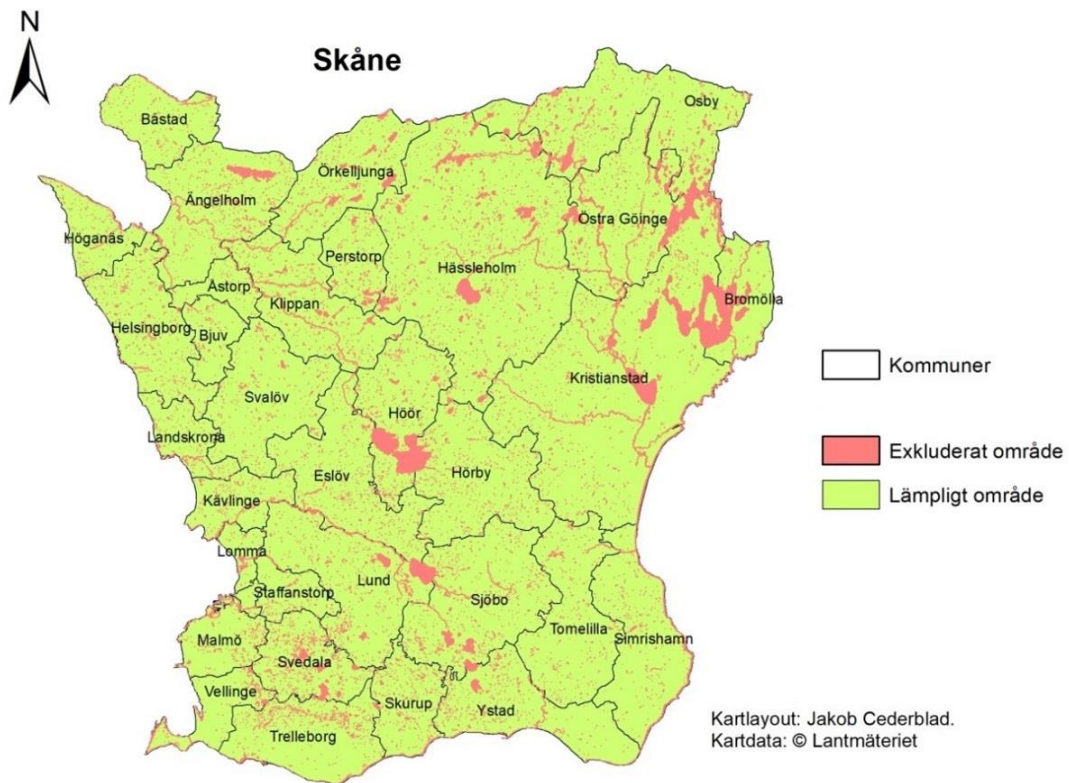 N
Skåne
Osby
Båstad
Örkelljunga
Ängelholm
Östra Göinge
Höganäs
Perstorp
Hässleholm
Åstorp
Klippan
Bromölla
Helsingborg
Bjuv
Kommuner
Kristianstad
Svalöv
Höör
Landskrona
Exkluderat område
Hörby
Eslöv
Lämpligt område
Kävlinge
Lomma
Lund
Staffanstorp
Sjöbo
Tomelilla
Simrishamn
Malmö
Svedala
Vellinge
Skurup
Ystad
Trelleborg
Kartlayout: Jakob Cederblad.
Kartdata: © Lantmäteriet